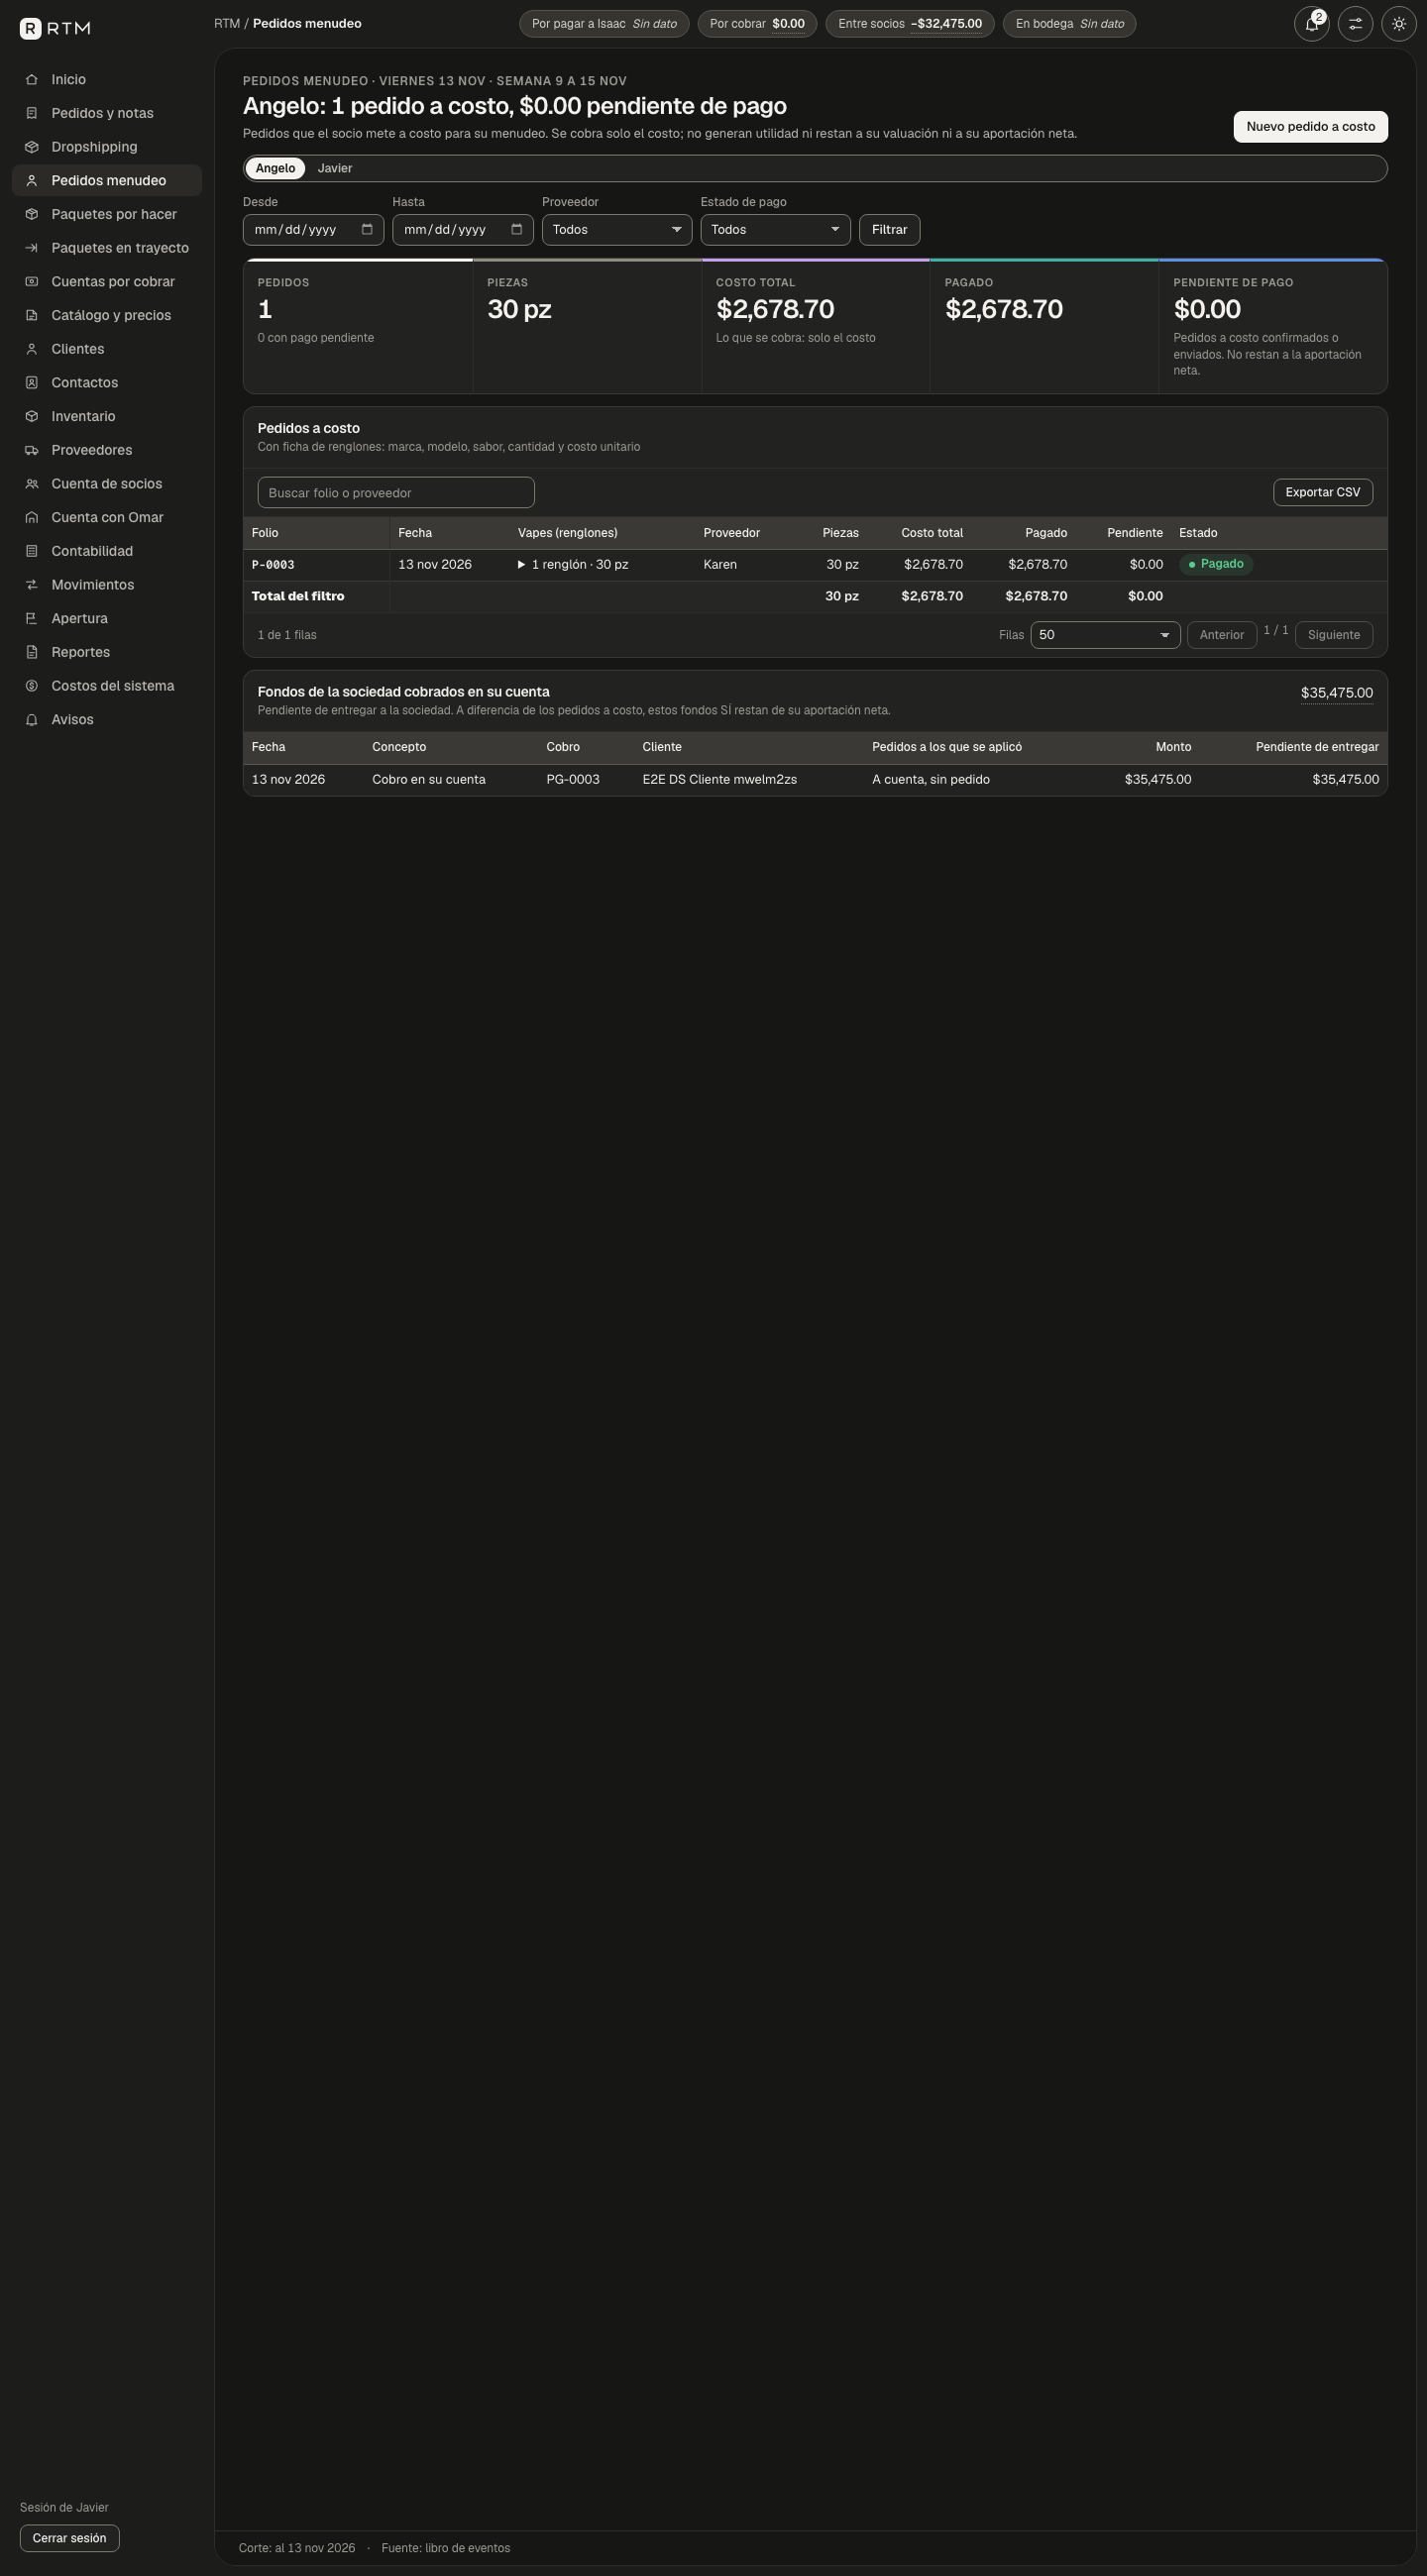 R RTM
Inicio
Pedidos y notas
Dropshipping
Pedidos menudeo
Paquetes por hacer
Paquetes en trayecto
Cuentas por cobrar
Catálogo y precios
Clientes
Contactos
Inventario
Proveedores
Cuenta de socios
Cuenta con Omar
Contabilidad
Movimientos
Apertura
Reportes
Costos del sistema
Avisos
Sesión de Javier
Cerrar sesión
RTM / Pedidos menudeo
Por pagar a Isaac Sin dato
Por cobrar $0.00
Entre socios −$32,475.00
En bodega Sin dato
2
PEDIDOS MENUDEO · VIERNES 13 NOV · SEMANA 9 A 15 NOV
Angelo: 1 pedido a costo, $0.00 pendiente de pago
Pedidos que el socio mete a costo para su menudeo. Se cobra solo el costo; no generan utilidad ni restan a su valuación ni a su aportación neta.
Nuevo pedido a costo
Angelo Javier
Desde Hasta Proveedor Estado de pago
mm/dd/yyyy mm/dd/yyyy Todos Todos Filtrar
PEDIDOS
1
0 con pago pendiente
PIEZAS
30 pz
COSTO TOTAL
$2,678.70
Lo que se cobra: solo el costo
PAGADO
$2,678.70
PENDIENTE DE PAGO
$0.00
Pedidos a costo confirmados o
enviados. No restan a la aportación
neta.
Pedidos a costo
Con ficha de renglones: marca, modelo, sabor, cantidad y costo unitario
Buscar folio o proveedor Exportar CSV
Folio Fecha Vapes (renglones) Proveedor Piezas Costo total Pagado Pendiente Estado
P-0003 13 nov 2026 ▶ 1 renglón · 30 pz Karen 30 pz $2,678.70 $2,678.70 $0.00 Pagado
Total del filtro 30 pz $2,678.70 $2,678.70 $0.00
1 de 1 filas Filas 50 Anterior 1 / 1 Siguiente
Fondos de la sociedad cobrados en su cuenta $35,475.00
Pendiente de entregar a la sociedad. A diferencia de los pedidos a costo, estos fondos SÍ restan de su aportación neta.
Fecha Concepto Cobro Cliente Pedidos a los que se aplicó Monto Pendiente de entregar
13 nov 2026 Cobro en su cuenta PG-0003 E2E DS Cliente mwelm2zs A cuenta, sin pedido $35,475.00 $35,475.00
Corte: al 13 nov 2026 · Fuente: libro de eventos